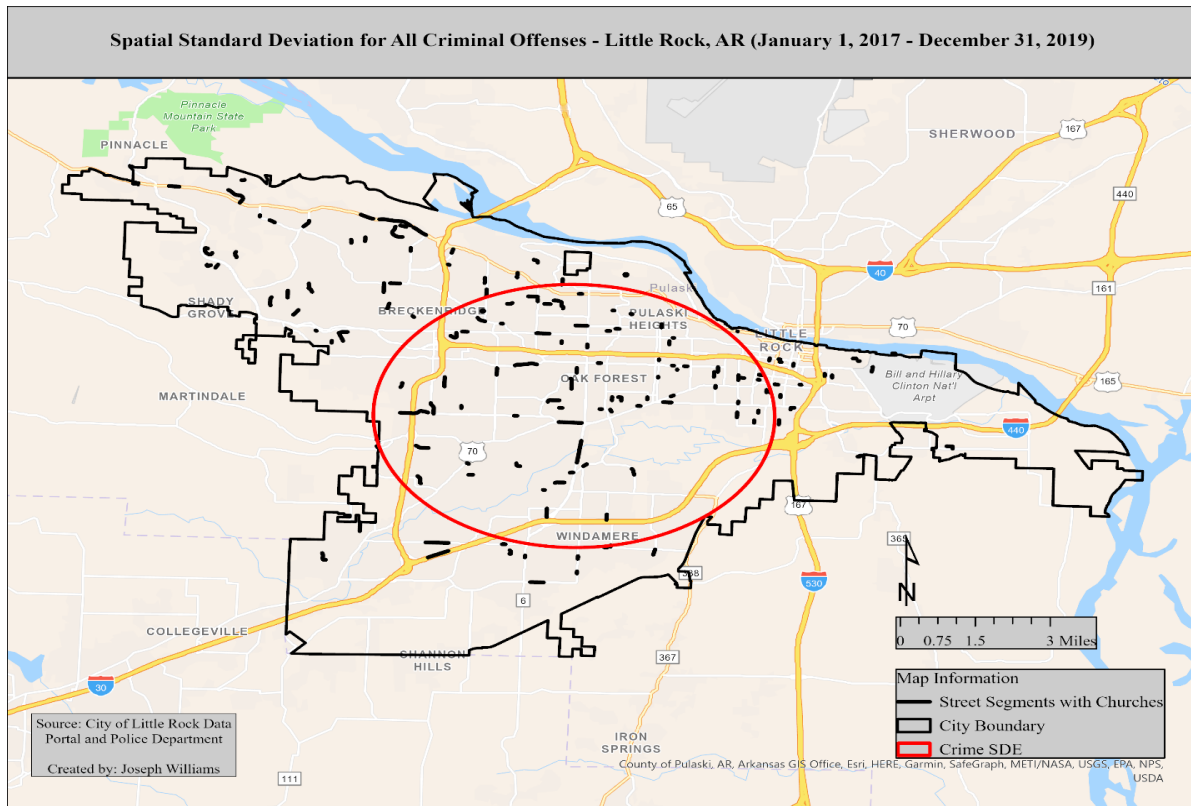 Spatial Standard Deviation for All Criminal Offenses - Little Rock, AR (January 1, 2017 - December 31, 2019)
Pinnacle
Mountain State
Park
PINNACLE
SHERWOOD
167
440
65
40
161
Pulaski
SHADY
GROVE
BRECKENRIDGE
PULASKI
HEIGHTS
LITTLE
ROCK
70
Bill and Hillary
Clinton Nat'l
Arpt
165
OAK FOREST
MARTINDALE
440
70
167
WINDAMERE
365
338
530
6
N
COLLEGEVILLE
SHANNON
HILLS
367
30
0 0.75 1.5 3 Miles
Map Information
Street Segments with Churches
City Boundary
Crime SDE
Source: City of Little Rock Data
Portal and Police Department
Created by: Joseph Williams
IRON
SPRINGS
111
County of Pulaski, AR, Arkansas GIS Office, Esri, HERE, Garmin, SafeGraph, METI/NASA, USGS, EPA, NPS,
USDA